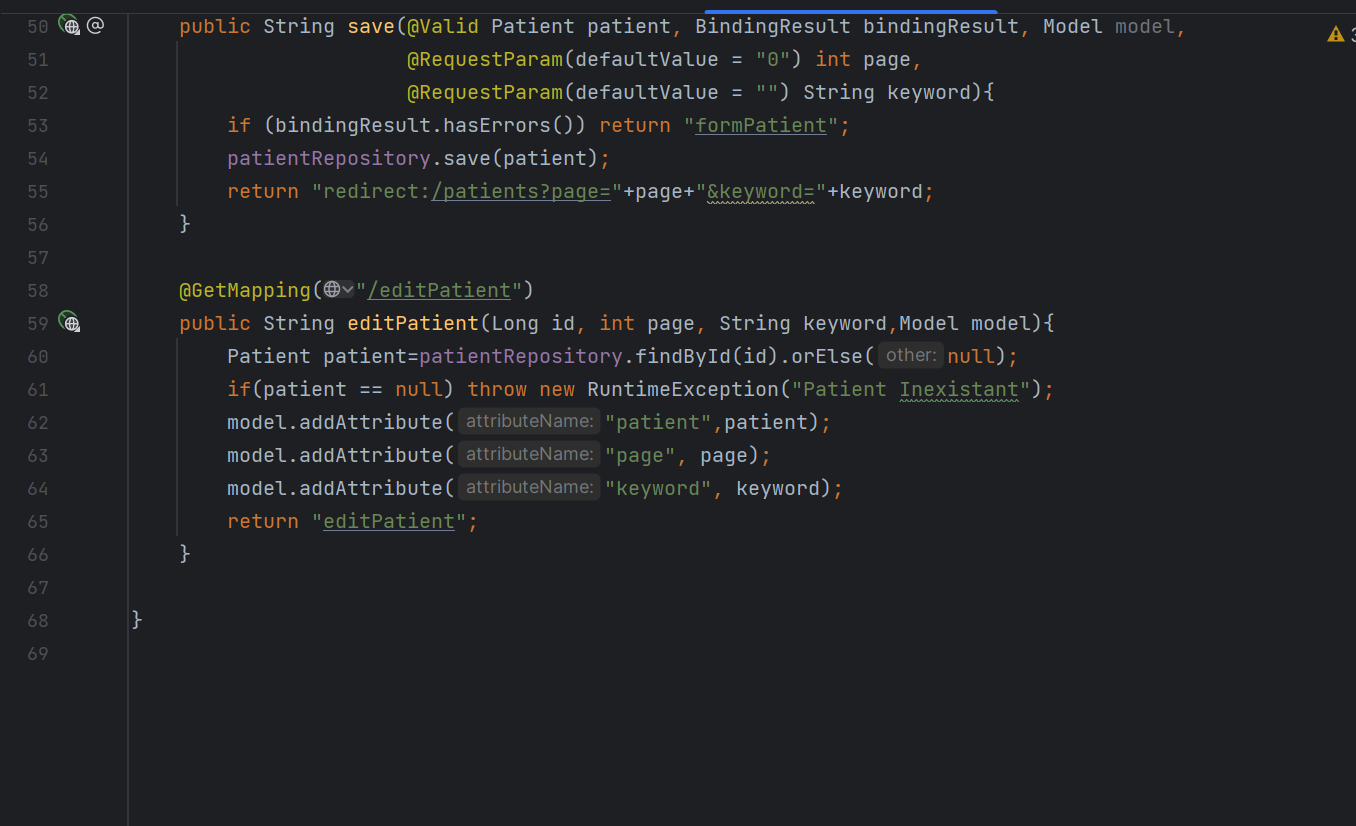 50 public String save(@Valid Patient patient, BindingResult bindingResult, Model model,
51 @RequestParam(defaultValue = "0") int page,
52 @RequestParam(defaultValue = "") String keyword){
53 if (bindingResult.hasErrors()) return "formPatient";
54 patientRepository.save(patient);
55 return "redirect:/patients?page="+page+"&keyword="+keyword;
56 }
57
58 @GetMapping("/editPatient")
59 public String editPatient(Long id, int page, String keyword,Model model){
60 Patient patient=patientRepository.findById(id).orElse( other: null);
61 if(patient == null) throw new RuntimeException("Patient Inexistant");
62 model.addAttribute( attributeName: "patient",patient);
63 model.addAttribute( attributeName: "page", page);
64 model.addAttribute( attributeName: "keyword", keyword);
65 return "editPatient";
66 }
67
68 }
69